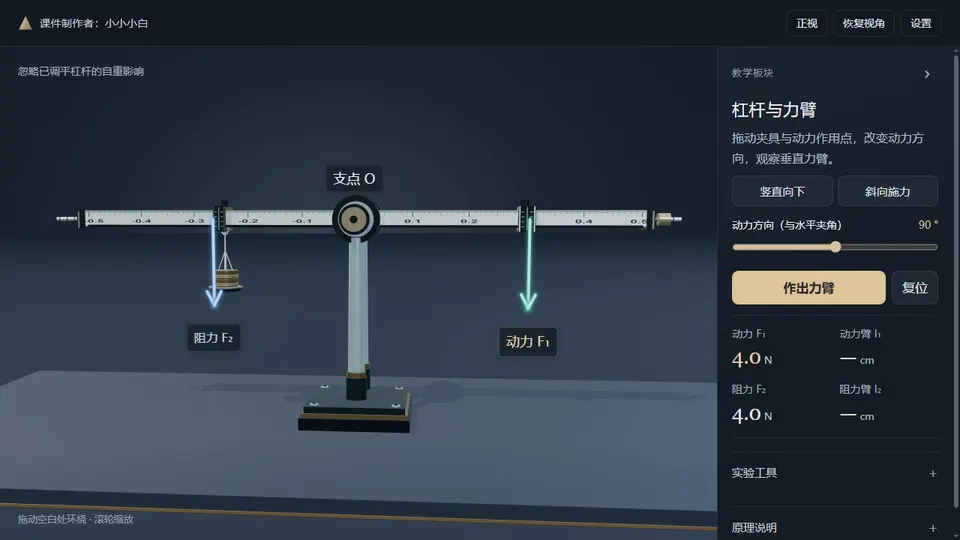 课件制作者：小小小白
正视
恢复视角
设置
忽略已调平杠杆的自重影响
教学板块
杠杆与力臂
拖动夹具与动力作用点，改变动力方
向，观察垂直力臂。
竖直向下
斜向施力
动力方向（与水平夹角）
90 °
作出力臂
复位
动力 F₁
动力臂 l₁
4.0 N
— cm
阻力 F₂
阻力臂 l₂
4.0 N
— cm
实验工具
+
原理说明
+
支点 O
-0.5 -0.4 -0.3 -0.2 -0.1 0.1 0.2 0.4
阻力 F₂
动力 F₁
拖动空白处环绕 · 滚轮缩放